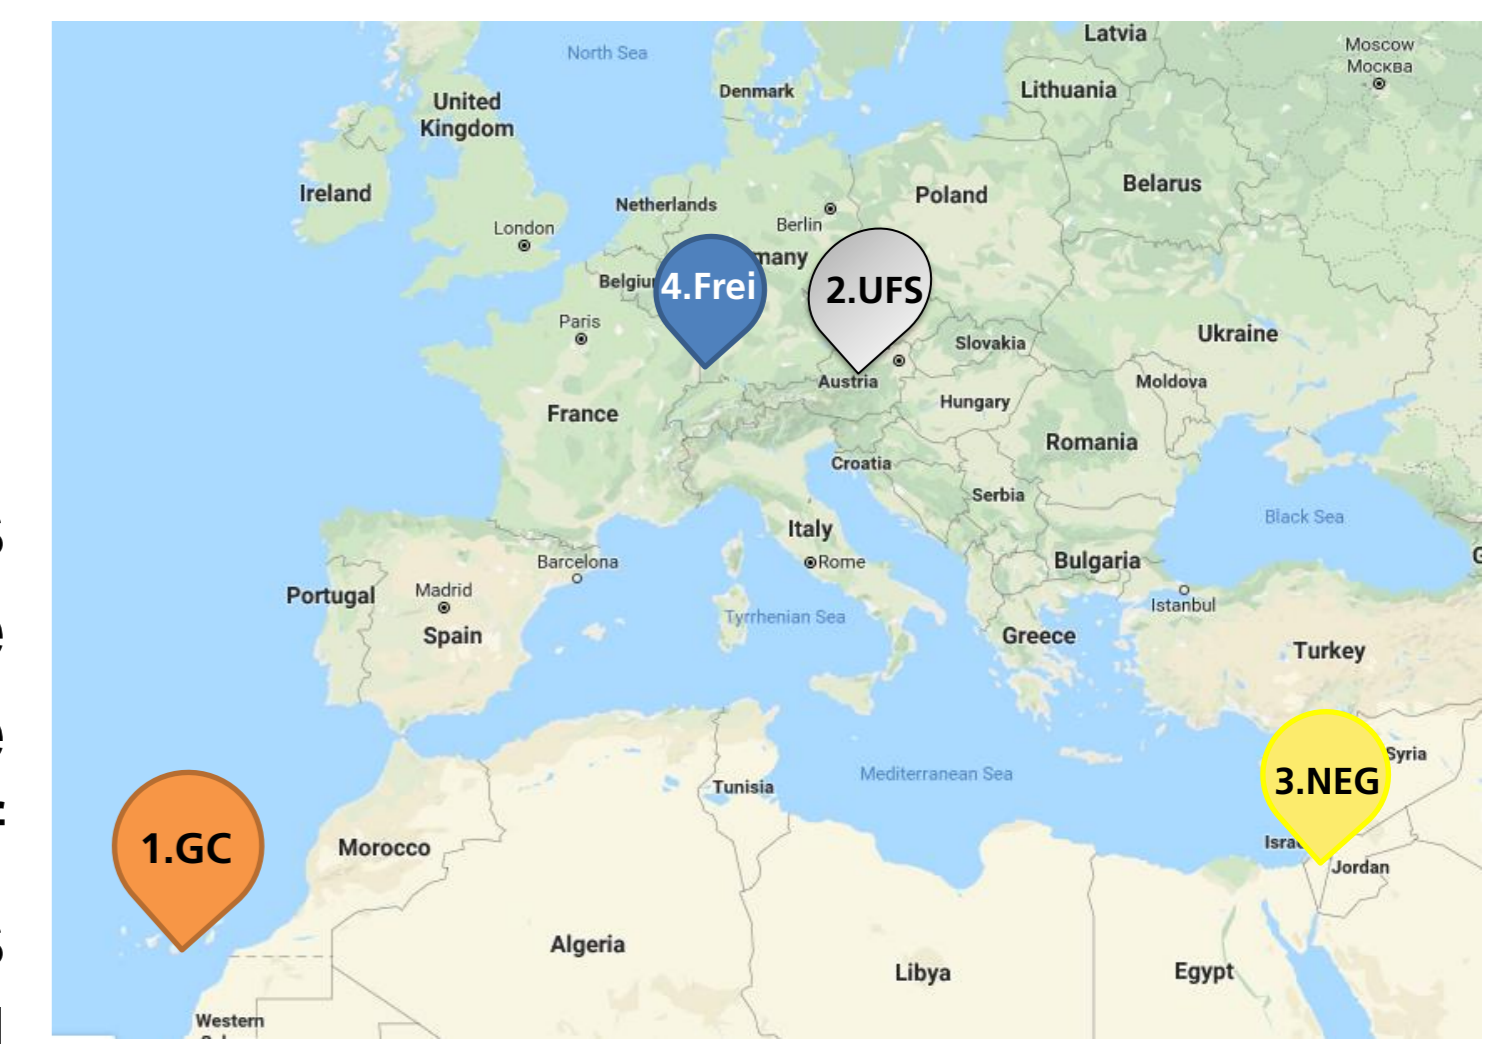 North Sea
Latvia
Moscow
Москва
Denmark
Lithuania
United
Kingdom
Ireland
Netherlands
Berlin
Poland
Belarus
London
many
Belgiu
4.Frei
2.UFS
Paris
Slovakia
Ukraine
Austria
Moldova
Hungary
France
Romania
Croatia
Serbia
Black Sea
Italy
Rome
Barcelona
Bulgaria
Portugal
Madrid
Istanbul
Spain
Tyrrhenian Sea
Greece
Turkey
Mediterranean Sea
Syria
Tunisia
3.NEG
1.GC
Morocco
Isra
Jordan
Algeria
Libya
Egypt
Western